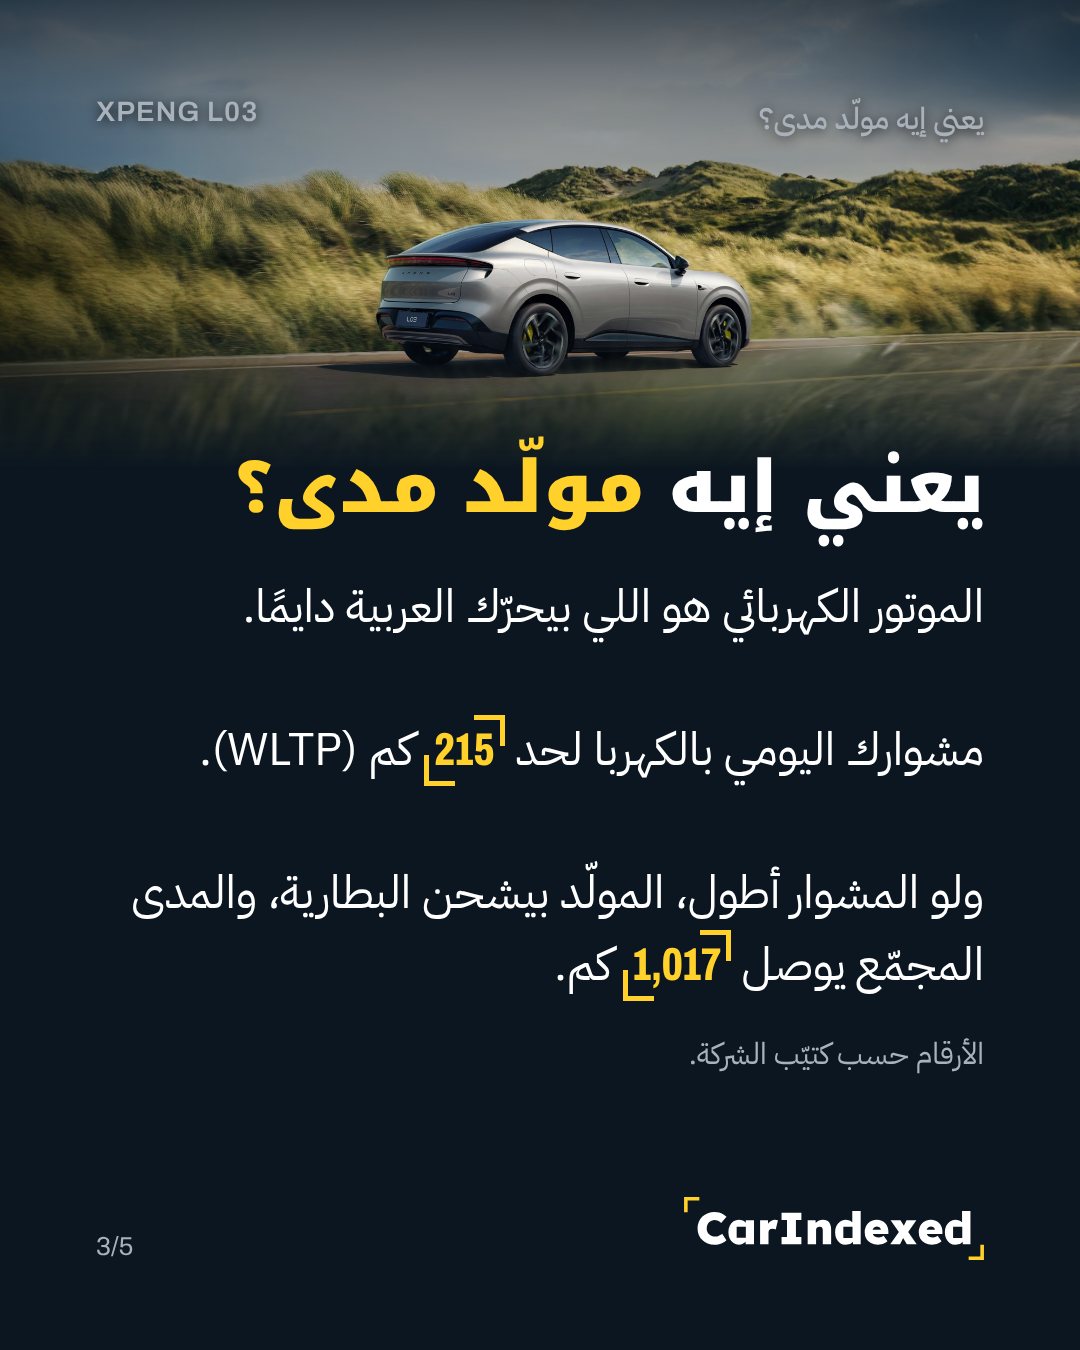 XPENG L03
يعني إيه مولّد مدى؟
L03
يعني إيه مولّد مدى؟
الموتور الكهربائي هو اللي بيحرّك العربية دايمًا.
مشوارك اليومي بالكهربا لحد 215 كم (WLTP).
ولو المشوار أطول، المولّد بيشحن البطارية، والمدى
المجمّع يوصل 1,017 كم.
الأرقام حسب كتيّب الشركة.
CarIndexed
3/5